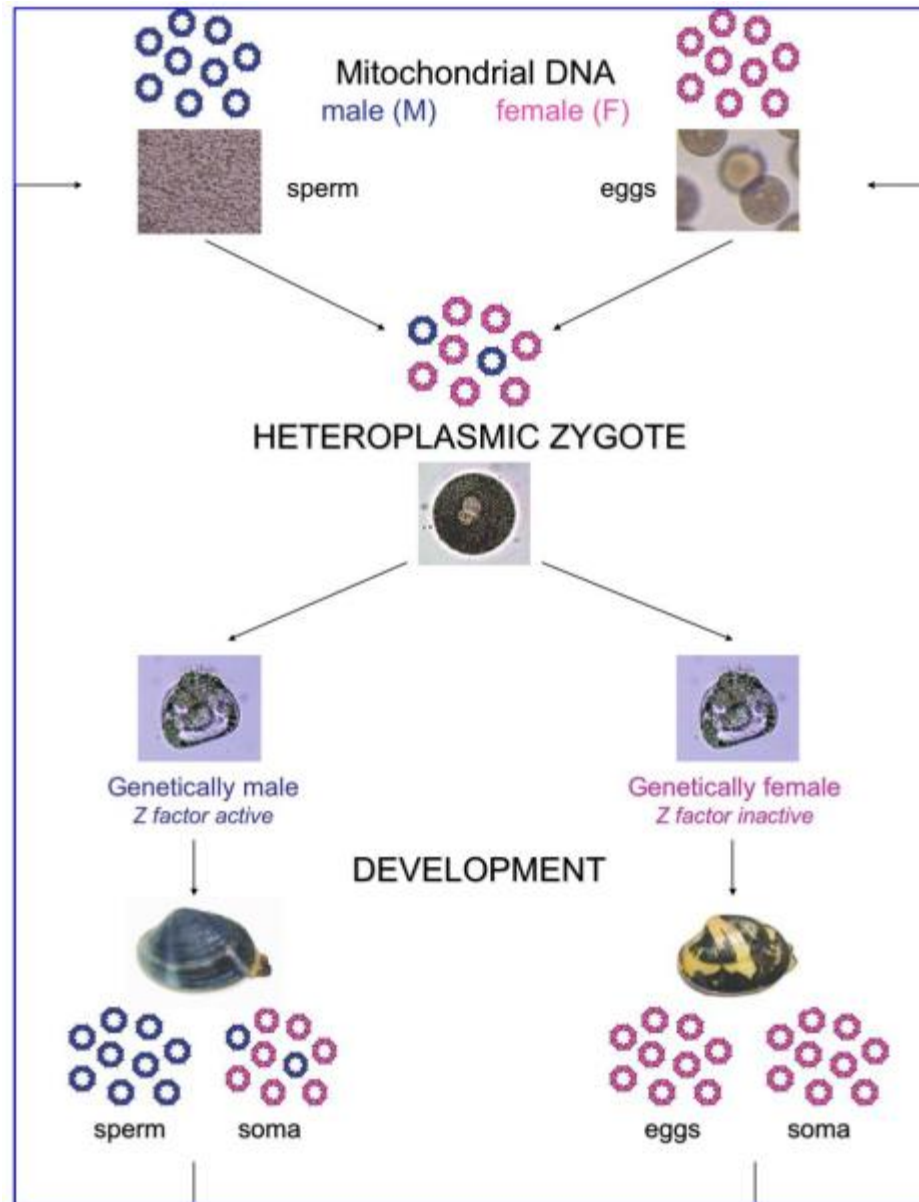 Mitochondrial DNA
male (M) female (F)
sperm eggs
HETEROPLASMIC ZYGOTE
Genetically male Genetically female
Z factor active Z factor inactive
DEVELOPMENT
sperm soma eggs soma